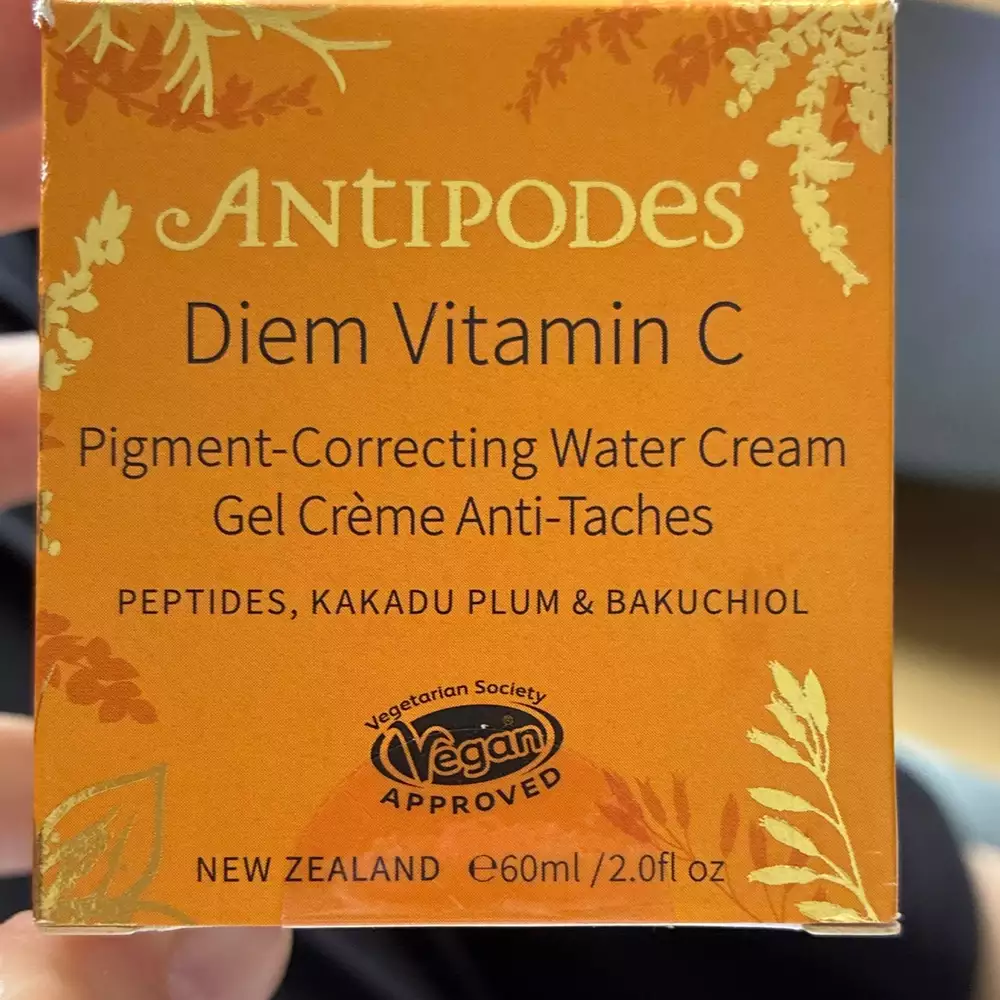 ANTIPODES
Diem Vitamin C
Pigment-Correcting Water Cream
Gel Crème Anti-Taches
PEPTIDES, KAKADU PLUM & BAKUCHIOL
Vegetarian Society
Vegan®
APPROVED
NEW ZEALAND ℮60ml /2.0fl oz